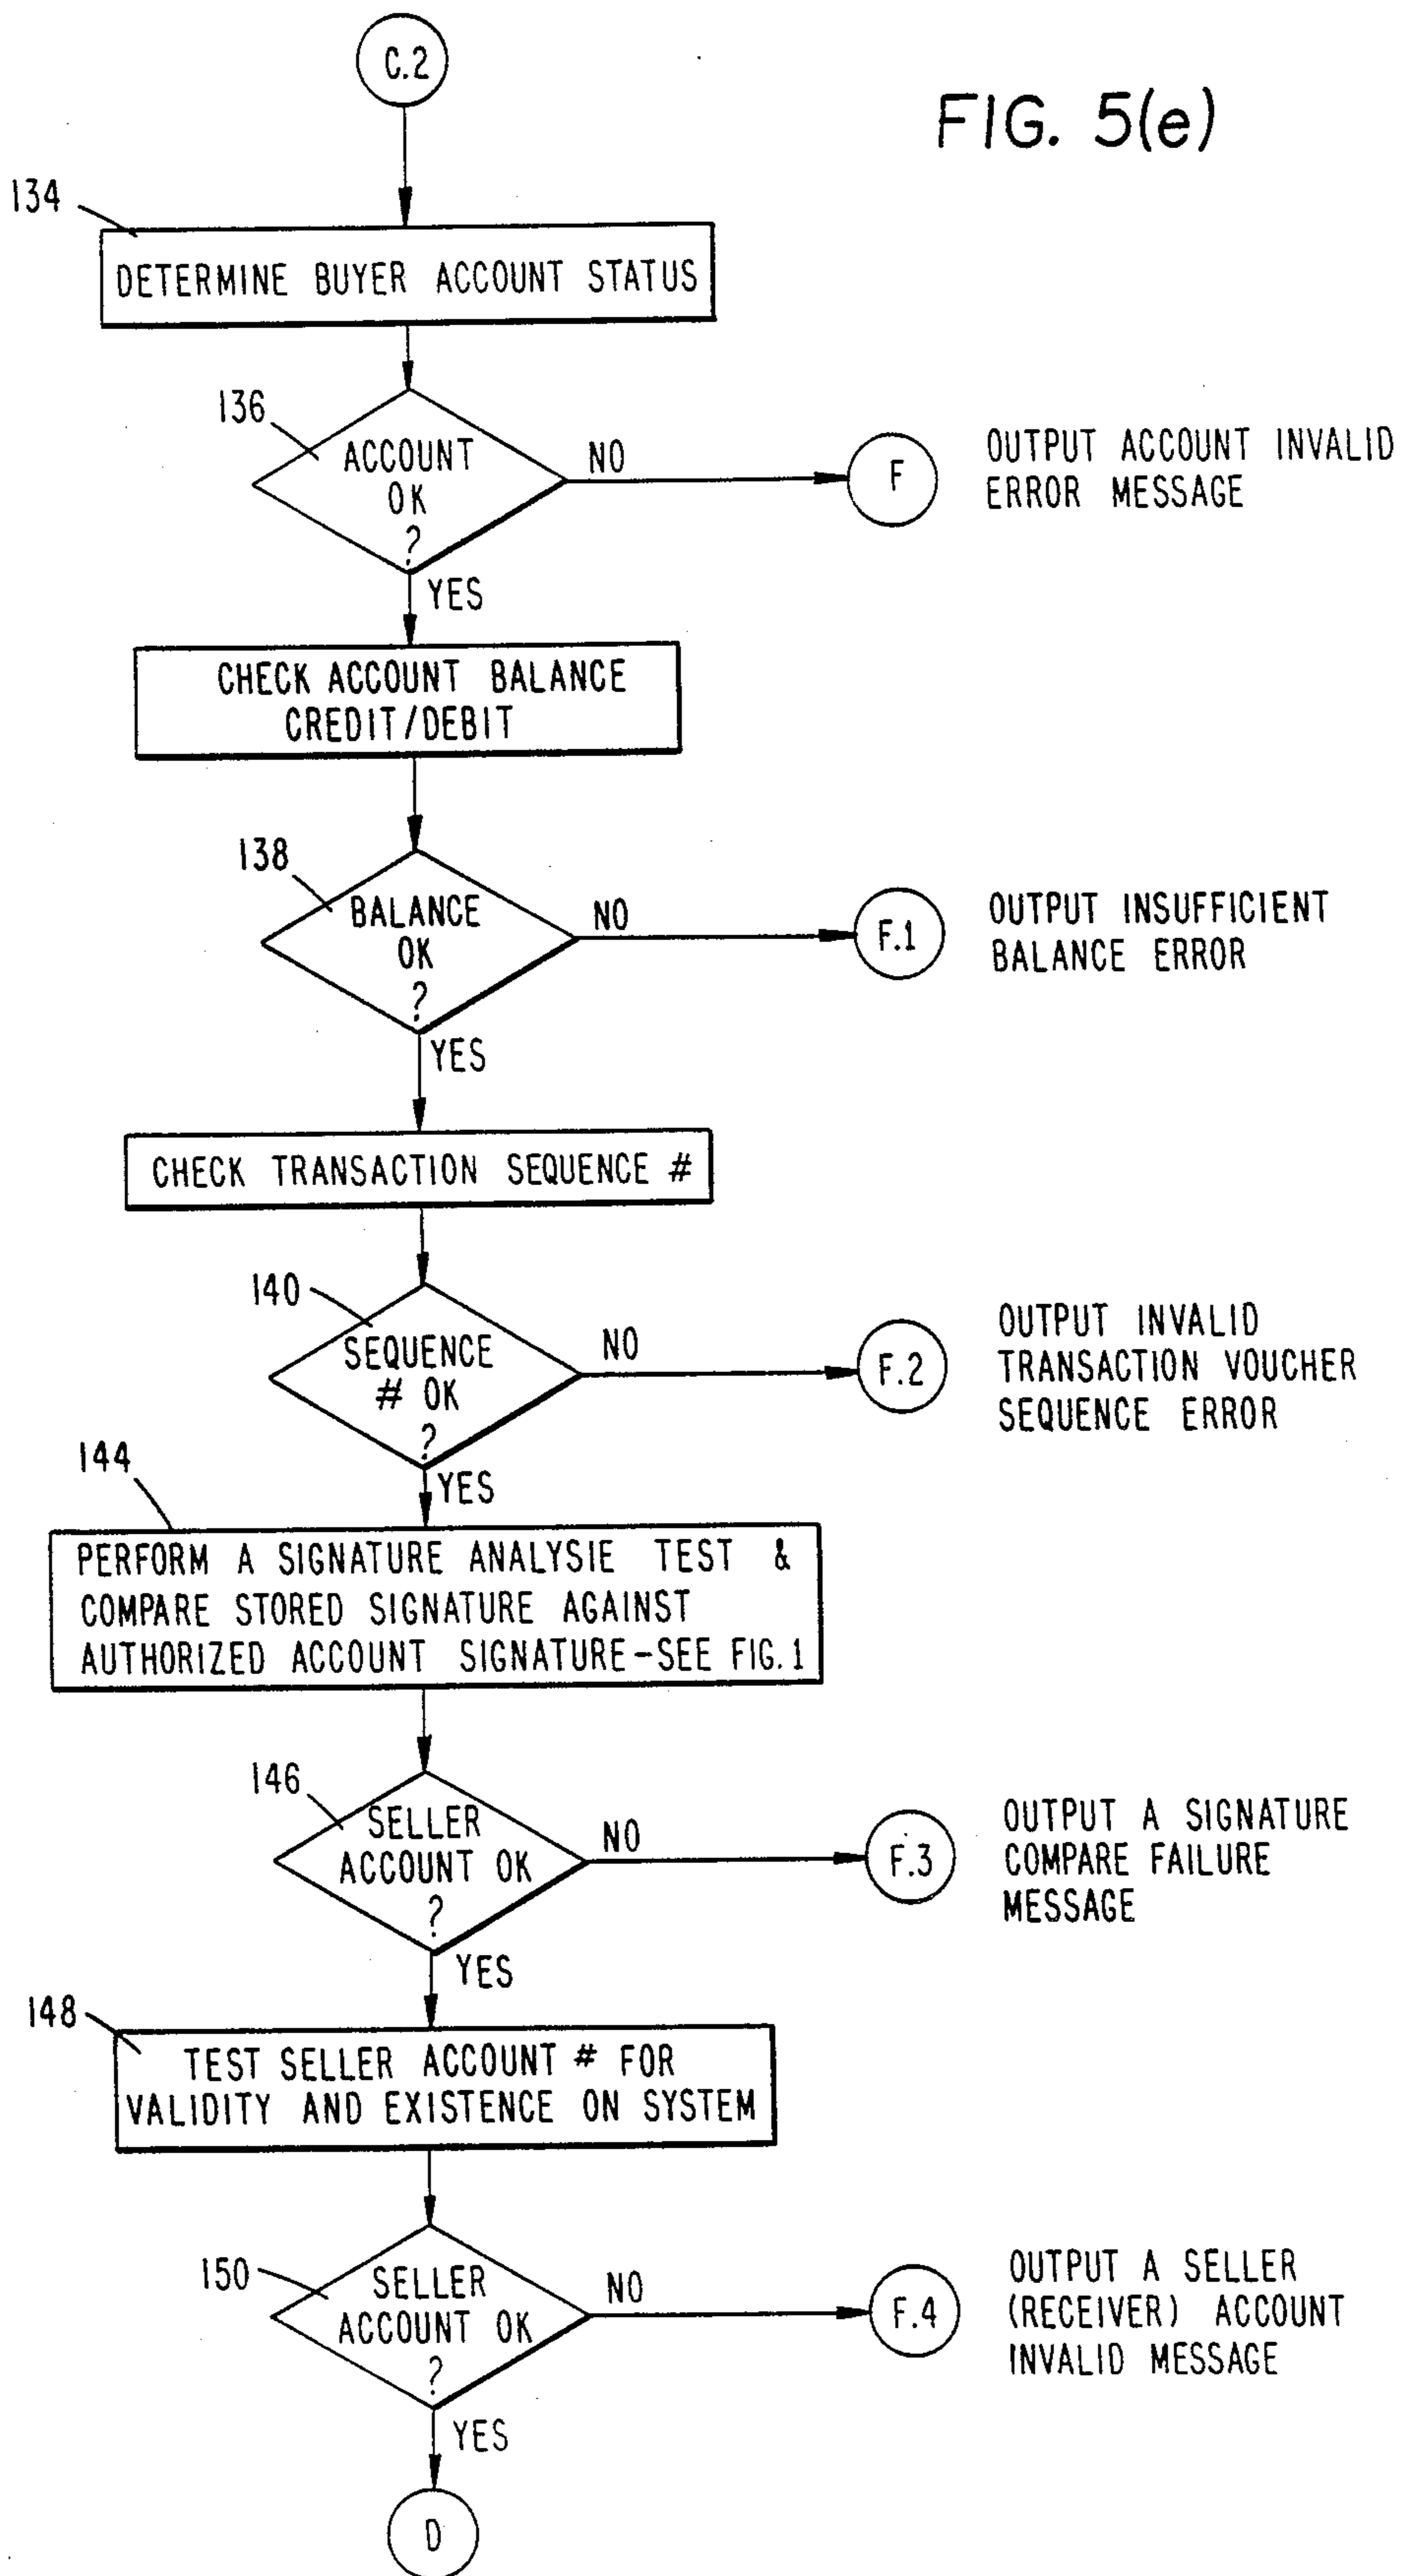 C.2
FIG. 5(e)
134
DETERMINE BUYER ACCOUNT STATUS
136
ACCOUNT
OK
?
NO
F
OUTPUT ACCOUNT INVALID
ERROR MESSAGE
YES
CHECK ACCOUNT BALANCE
CREDIT/DEBIT
138
BALANCE
OK
?
NO
F.1
OUTPUT INSUFFICIENT
BALANCE ERROR
YES
CHECK TRANSACTION SEQUENCE #
140
SEQUENCE
# OK
?
NO
F.2
OUTPUT INVALID
TRANSACTION VOUCHER
SEQUENCE ERROR
YES
144
PERFORM A SIGNATURE ANALYSIE TEST &
COMPARE STORED SIGNATURE AGAINST
AUTHORIZED ACCOUNT SIGNATURE-SEE FIG. 1
146
SELLER
ACCOUNT OK
?
NO
F.3
OUTPUT A SIGNATURE
COMPARE FAILURE
MESSAGE
YES
148
TEST SELLER ACCOUNT # FOR
VALIDITY AND EXISTENCE ON SYSTEM
150
SELLER
ACCOUNT OK
?
NO
F.4
OUTPUT A SELLER
(RECEIVER) ACCOUNT
INVALID MESSAGE
YES
D